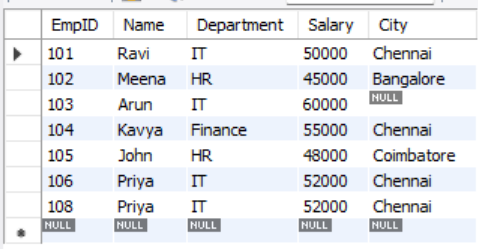 EmpID Name Department Salary City
101 Ravi IT 50000 Chennai
102 Meena HR 45000 Bangalore
103 Arun IT 60000 NULL
104 Kavya Finance 55000 Chennai
105 John HR 48000 Coimbatore
106 Priya IT 52000 Chennai
108 Priya IT 52000 Chennai
NULL NULL NULL NULL NULL